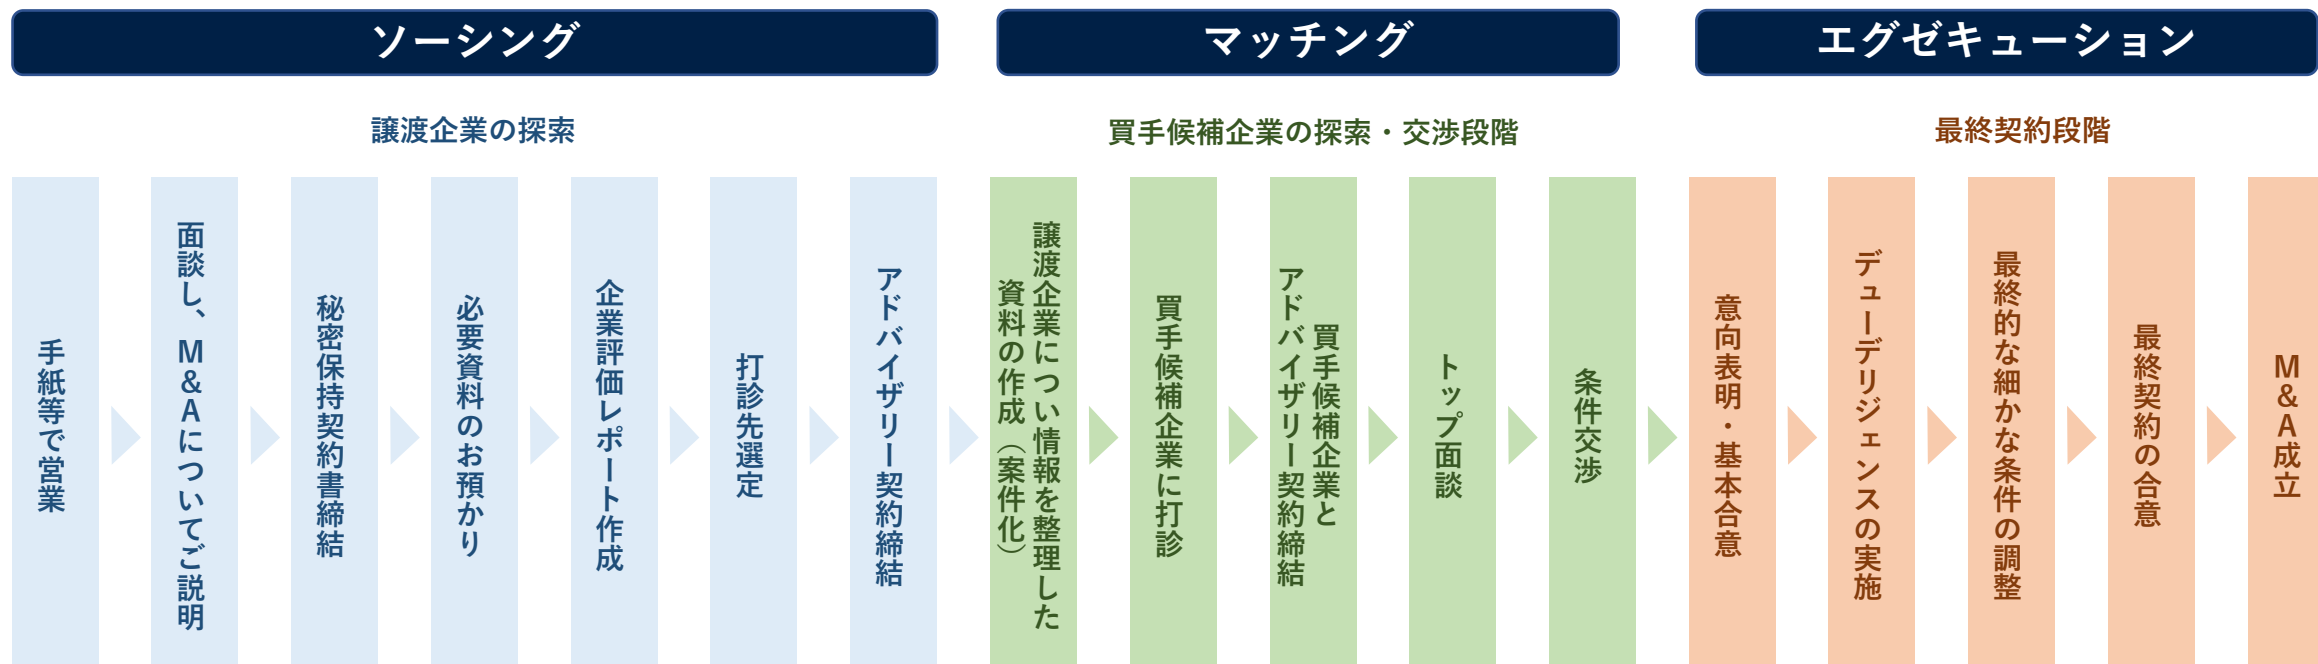 ソーシング
マッチング
エグゼキューション
譲渡企業の探索
買手候補企業の探索・交渉段階
最終契約段階
手紙等で営業
面談し、M&Aについてご説明
秘密保持契約書締結
必要資料のお預かり
企業評価レポート作成
打診先選定
アドバイザリー契約締結
譲渡企業につい情報を整理した
資料の作成（案件化）
買手候補企業に打診
買手候補企業と
アドバイザリー契約締結
トップ面談
条件交渉
意向表明・基本合意
デューデリジェンスの実施
最終的な細かな条件の調整
最終契約の合意
M&A成立